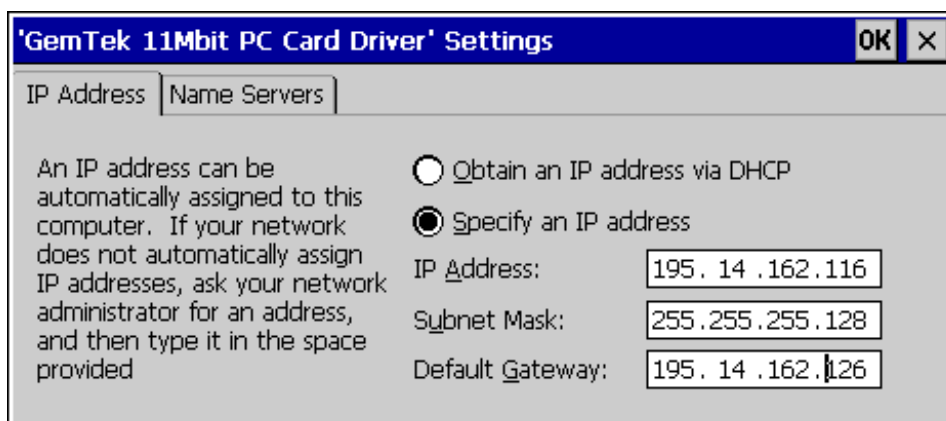 'GemTek 11Mbit PC Card Driver' Settings OK ×
IP Address Name Servers
An IP address can be
automatically assigned to this
computer. If your network
does not automatically assign
IP addresses, ask your network
administrator for an address,
and then type it in the space
provided
Obtain an IP address via DHCP
Specify an IP address
IP Address: 195. 14 .162.116
Subnet Mask: 255.255.255.128
Default Gateway: 195. 14 .162.126